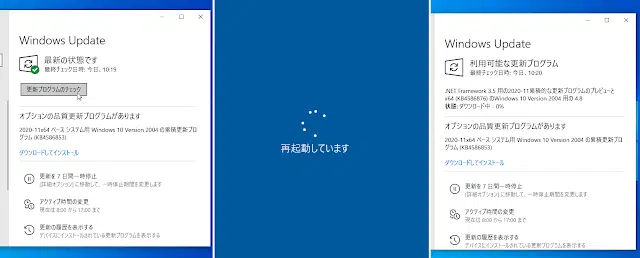 Windows Update
最新の状態です
最終チェック日時: 今日、10:19
更新プログラムのチェック
オプションの品質更新プログラムがあります
2020-11x64 ベース システム用 Windows 10 Version 2004 の累積更新プロ
グラム (KB4586853)
ダウンロードしてインストール
更新を 7 日間一時停止
[詳細オプション] に移動して、一時停止期間を変更します
アクティブ時間の変更
現在は 8:00 から 17:00 まで
更新の履歴を表示する
デバイスにインストールされている更新プログラムを表示する
再起動しています
Windows Update
利用可能な更新プログラム
最終チェック日時: 今日、10:20
.NET Framework 3.5 用の2020-11累積的な更新プログラムのプレビューと
x64 (KB4586876) のWindows 10 Version 2004 用の 4.8
状態: ダウンロード中 - 0%
オプションの品質更新プログラムがあります
2020-11x64 ベース システム用 Windows 10 Version 2004 の累積更新プロ
グラム (KB4586853)
ダウンロードしてインストール
更新を 7 日間一時停止
[詳細オプション] に移動して、一時停止期間を変更します
アクティブ時間の変更
現在は 8:00 から 17:00 まで
更新の履歴を表示する
デバイスにインストールされている更新プログラムを表示する